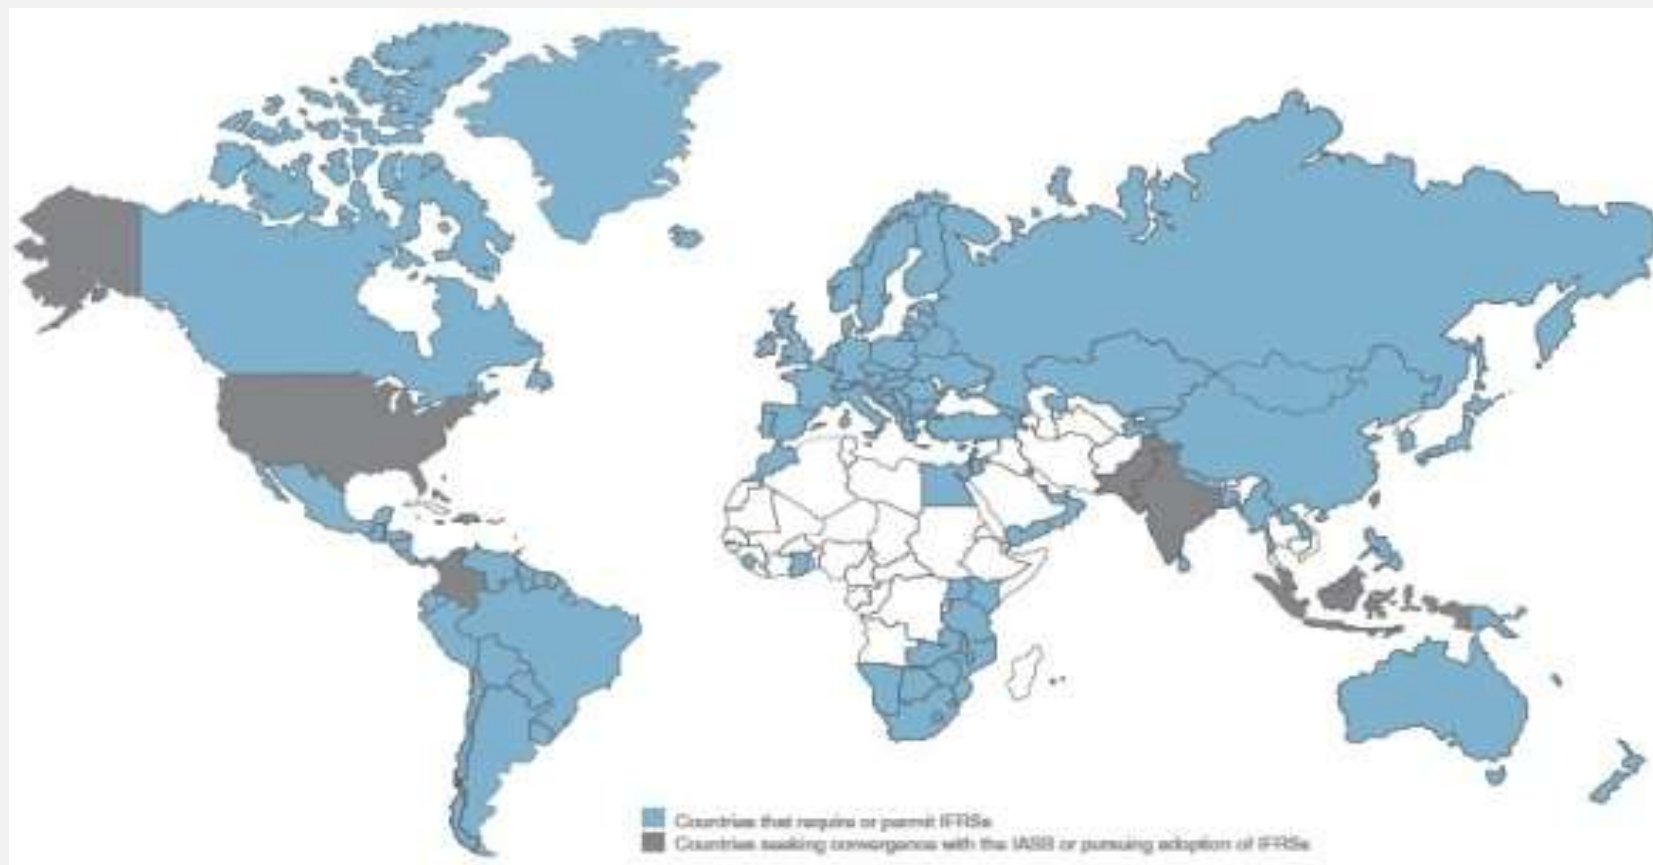 Countries that require or permit IFRSs
Countries seeking convergence with the IASB or pursuing adoption of IFRSs